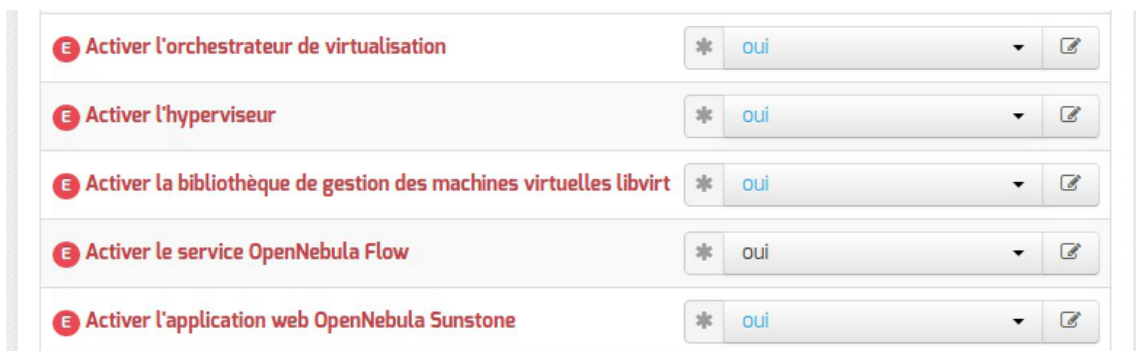 E Activer l'orchestrateur de virtualisation * oui
E Activer l'hyperviseur * oui
E Activer la bibliothèque de gestion des machines virtuelles libvirt * oui
E Activer le service OpenNebula Flow * oui
E Activer l'application web OpenNebula Sunstone * oui